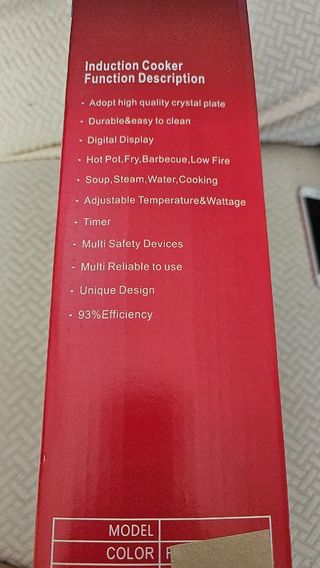 Induction Cooker
Function Description
· Adopt high quality crystal plate
· Durable&easy to clean
· Digital Display
· Hot Pot,Fry,Barbecue,Low Fire
· Soup,Steam,Water,Cooking
· Adjustable Temperature&Wattage
· Timer
· Multi Safety Devices
· Multi Reliable to use
· Unique Design
· 93%Efficiency
MODEL
COLOR